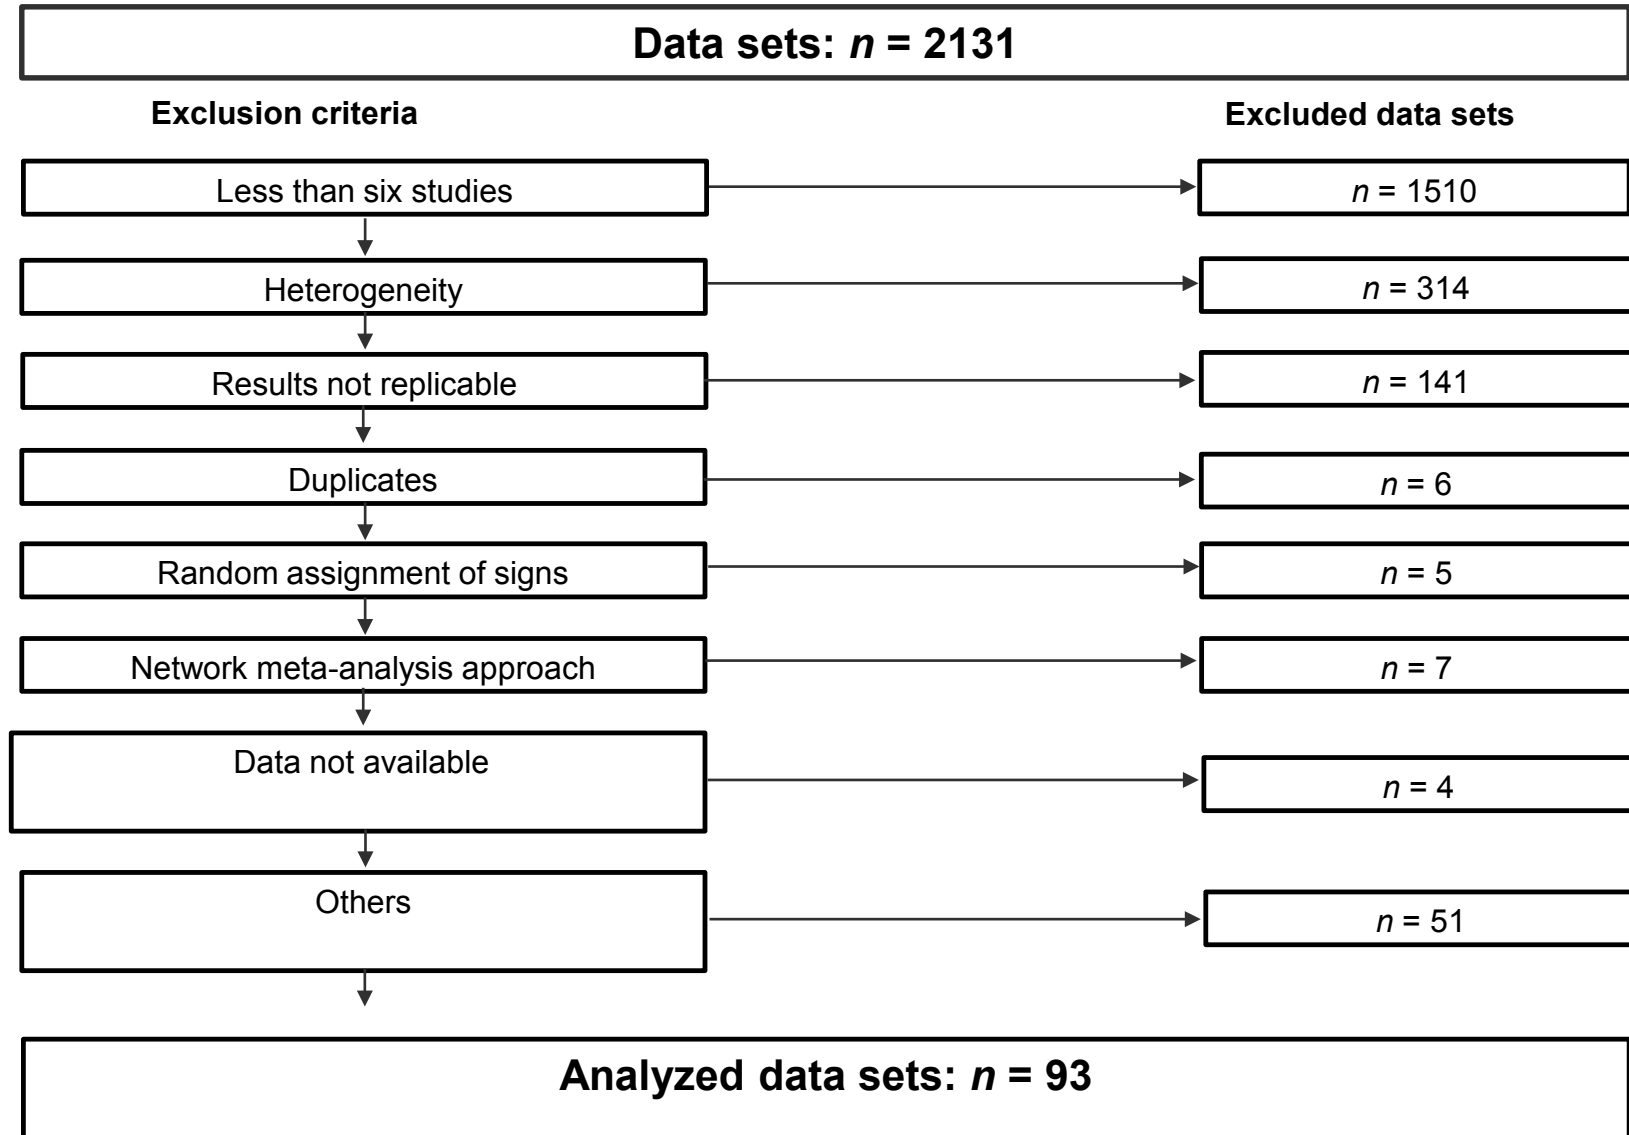 Data sets: n = 2131
Exclusion criteria
Excluded data sets
Less than six studies
n = 1510
Heterogeneity
n = 314
Results not replicable
n = 141
Duplicates
n = 6
Random assignment of signs
n = 5
Network meta-analysis approach
n = 7
Data not available
n = 4
Others
n = 51
Analyzed data sets: n = 93